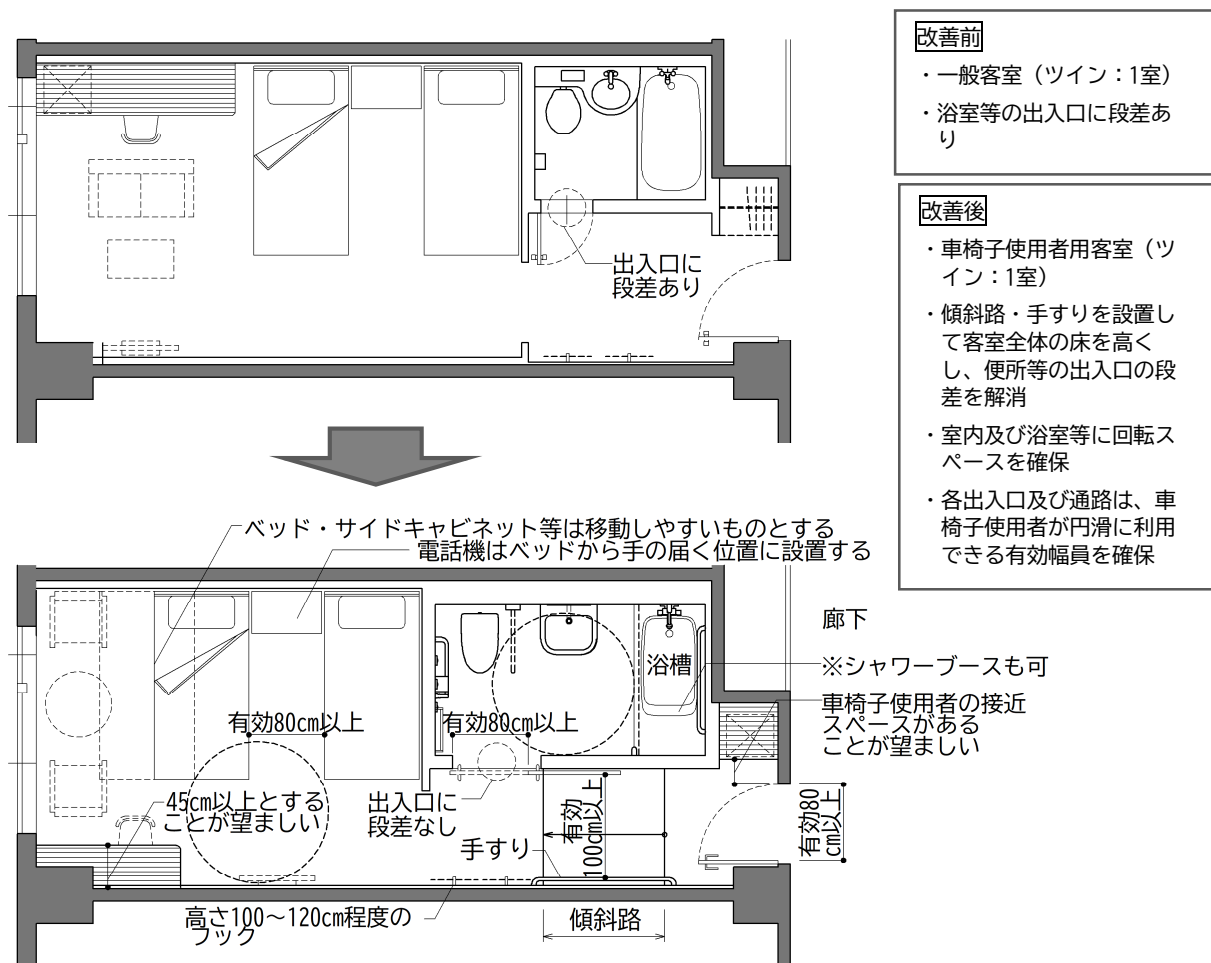 改善前
・一般客室（ツイン：1室）
・浴室等の出入口に段差あ
り
改善後
・車椅子使用者用客室（ツ
イン：1室）
・傾斜路・手すりを設置し
て客室全体の床を高く
し、便所等の出入口の段
差を解消
・室内及び浴室等に回転ス
ペースを確保
・各出入口及び通路は、車
椅子使用者が円滑に利用
できる有効幅員を確保
出入口に
段差あり
ベッド・サイドキャビネット等は移動しやすいものとする
電話機はベッドから手の届く位置に設置する
廊下
浴槽
※シャワーブースも可
車椅子使用者の接近
スペースがある
ことが望ましい
有効80cm以上
有効80cm以上
45cm以上とする
ことが望ましい
出入口に
段差なし
有効
100cm以上
有効80
cm以上
手すり
高さ100～120cm程度の
フック
傾斜路